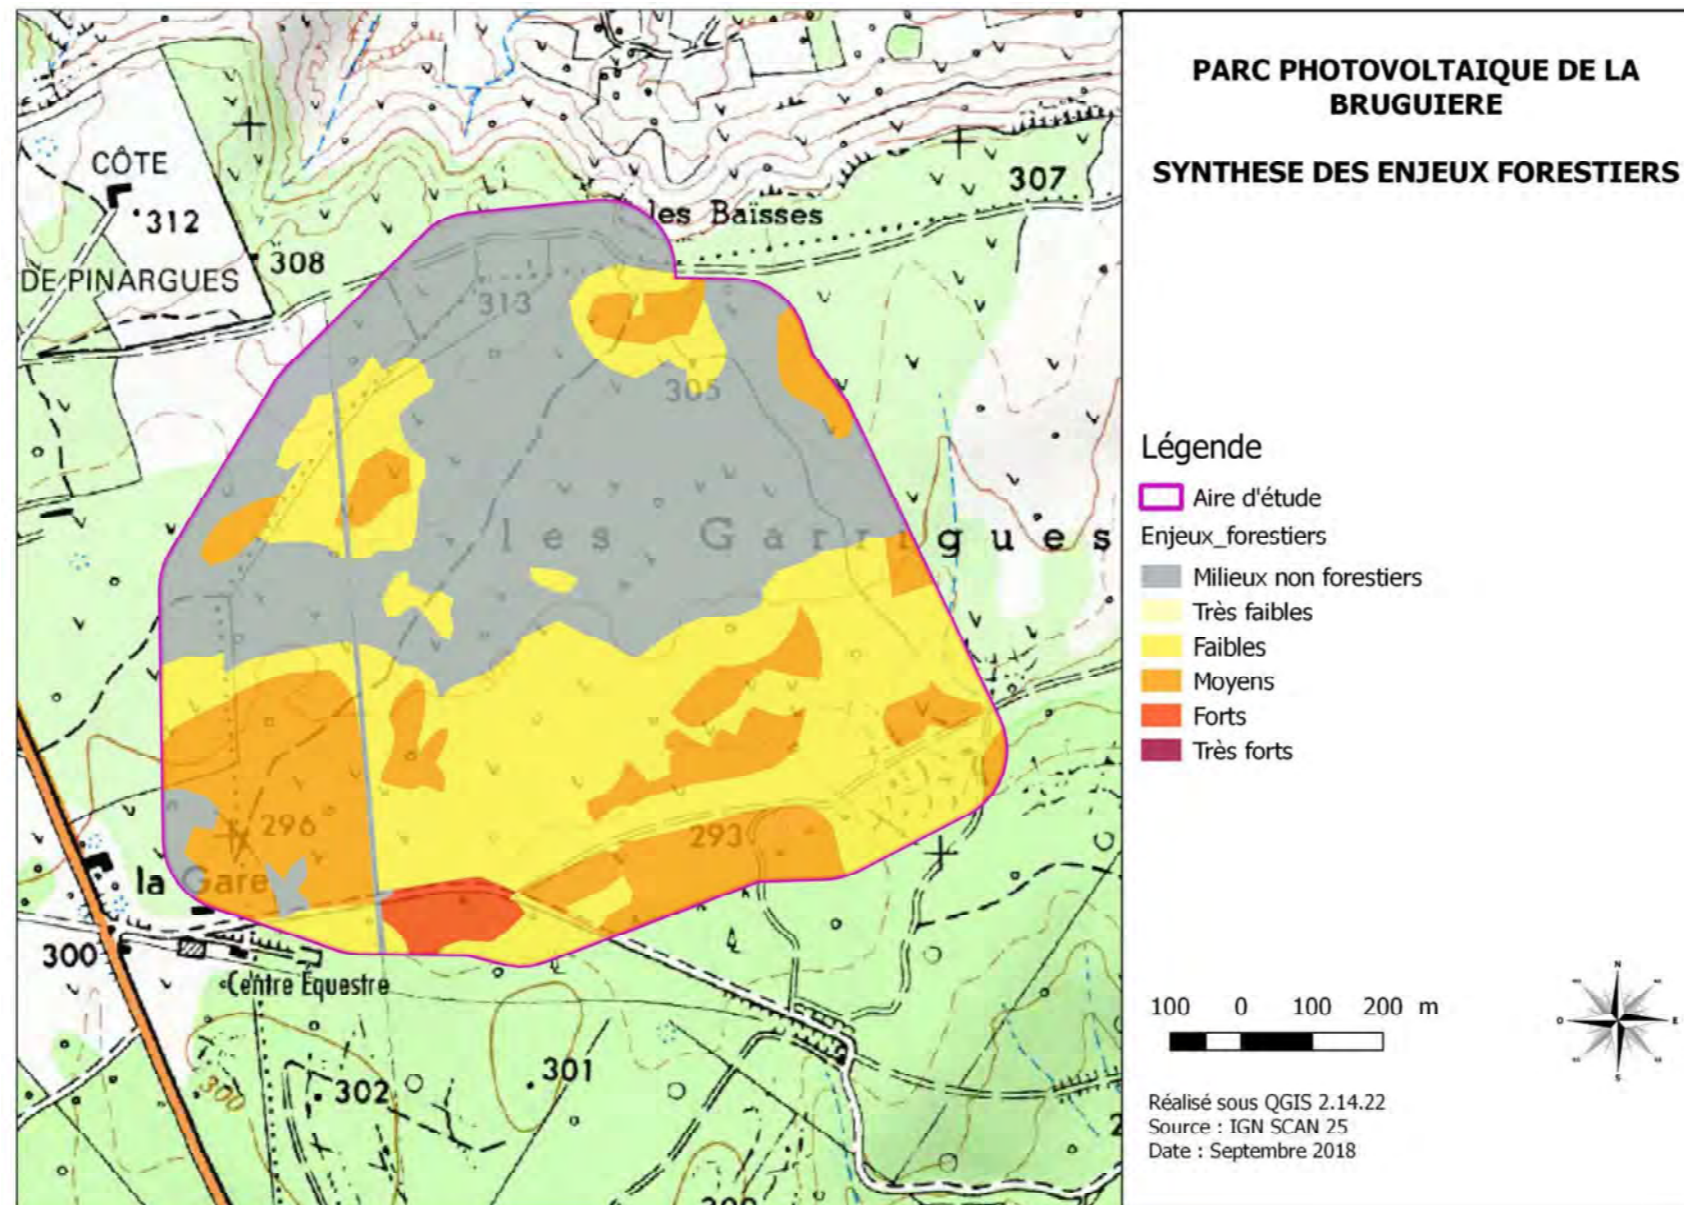 PARC PHOTOVOLTAIQUE DE LA
BRUGUIERE
SYNTHESE DES ENJEUX FORESTIERS
CÔTE
312
DE PINARGUES
308
les Baïsses
307
313
305
les Garrigues
296
293
la Gare
300
Centre Équestre
300
302
301
Légende
Aire d'étude
Enjeux_forestiers
Milieux non forestiers
Très faibles
Faibles
Moyens
Forts
Très forts
100 0 100 200 m
N
O E
S
Réalisé sous QGIS 2.14.22
Source : IGN SCAN 25
Date : Septembre 2018